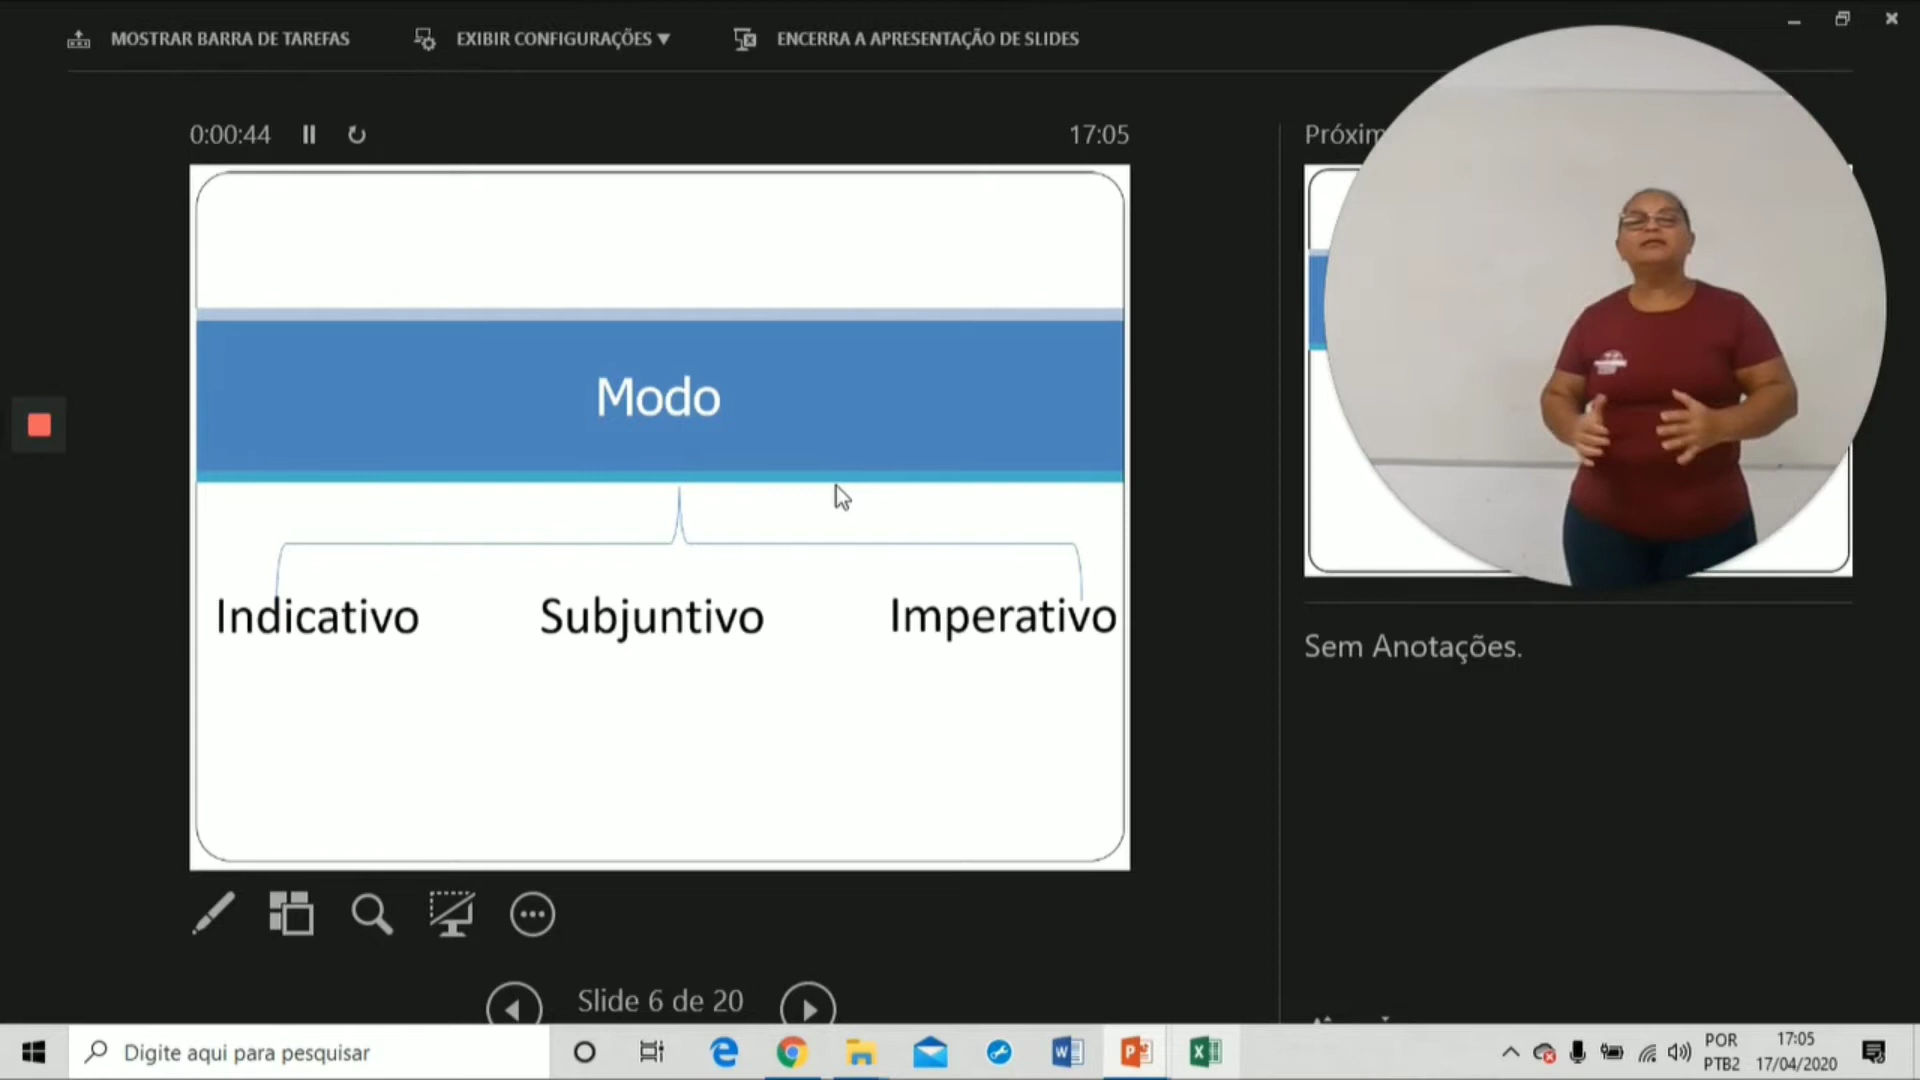 MOSTRAR BARRA DE TAREFAS
EXIBIR CONFIGURAÇÕES
ENCERRA A APRESENTAÇÃO DE SLIDES
0:00:44
17:05
Modo
Indicativo
Subjuntivo
Imperativo
Sem Anotações.
Slide 6 de 20
Digite aqui para pesquisar
POR
PTB2
17:05
17/04/2020